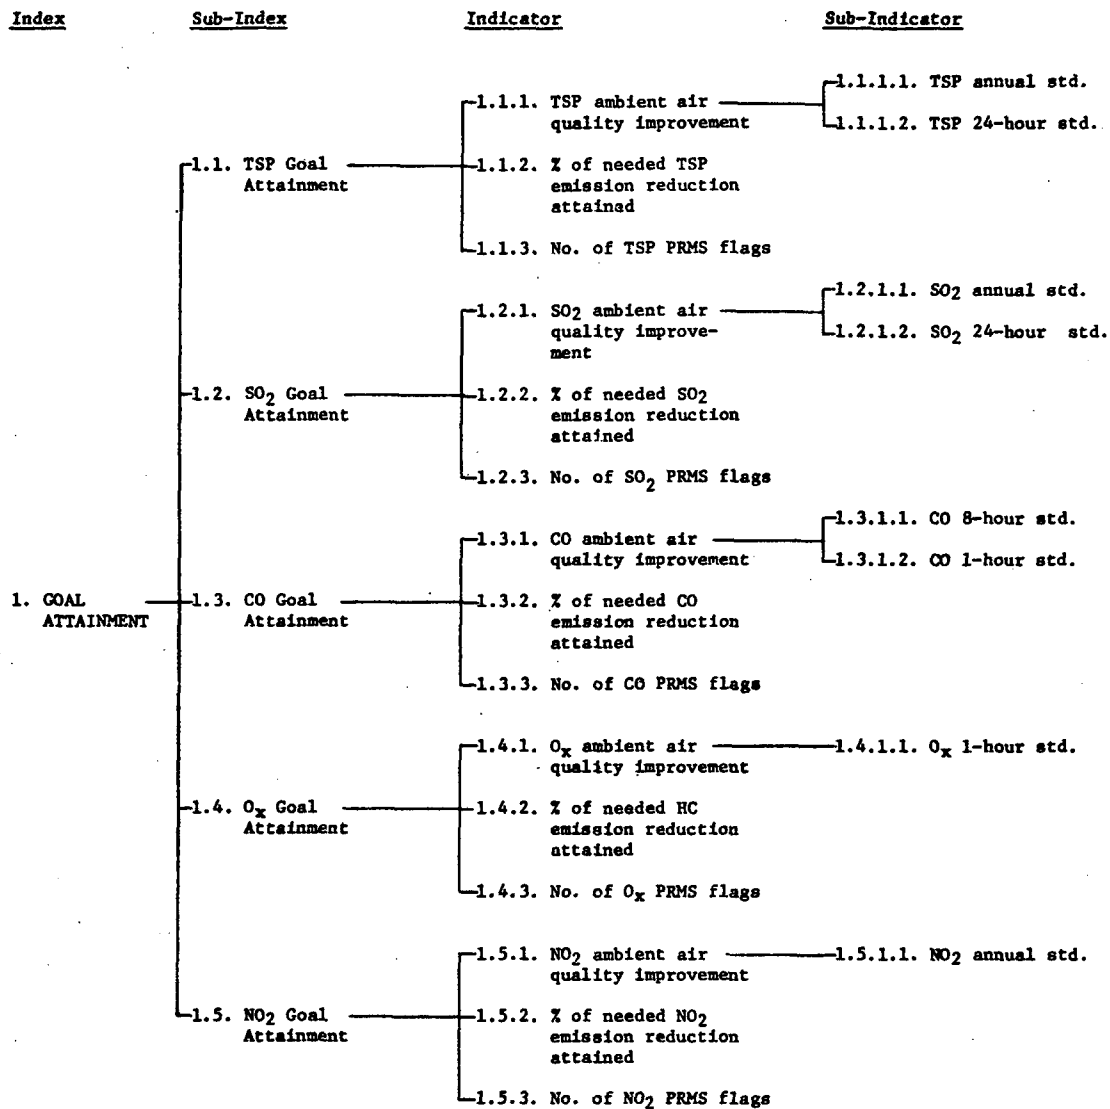 Index Sub-Index Indicator Sub-Indicator
1. GOAL
ATTAINMENT
1.1. TSP Goal
Attainment
1.1.1. TSP ambient air
quality improvement
1.1.1.1. TSP annual std.
1.1.1.2. TSP 24-hour std.
1.1.2. % of needed TSP
emission reduction
attained
1.1.3. No. of TSP PRMS flags
1.2. SO2 Goal
Attainment
1.2.1. SO2 ambient air
quality improve-
ment
1.2.1.1. SO2 annual std.
1.2.1.2. SO2 24-hour std.
1.2.2. % of needed SO2
emission reduction
attained
1.2.3. No. of SO2 PRMS flags
1.3. CO Goal
Attainment
1.3.1. CO ambient air
quality improvement
1.3.1.1. CO 8-hour std.
1.3.1.2. CO 1-hour std.
1.3.2. % of needed CO
emission reduction
attained
1.3.3. No. of CO PRMS flags
1.4. Ox Goal
Attainment
1.4.1. Ox ambient air
quality improvement
1.4.1.1. Ox 1-hour std.
1.4.2. % of needed HC
emission reduction
attained
1.4.3. No. of Ox PRMS flags
1.5. NO2 Goal
Attainment
1.5.1. NO2 ambient air
quality improvement
1.5.1.1. NO2 annual std.
1.5.2. % of needed NO2
emission reduction
attained
1.5.3. No. of NO2 PRMS flags